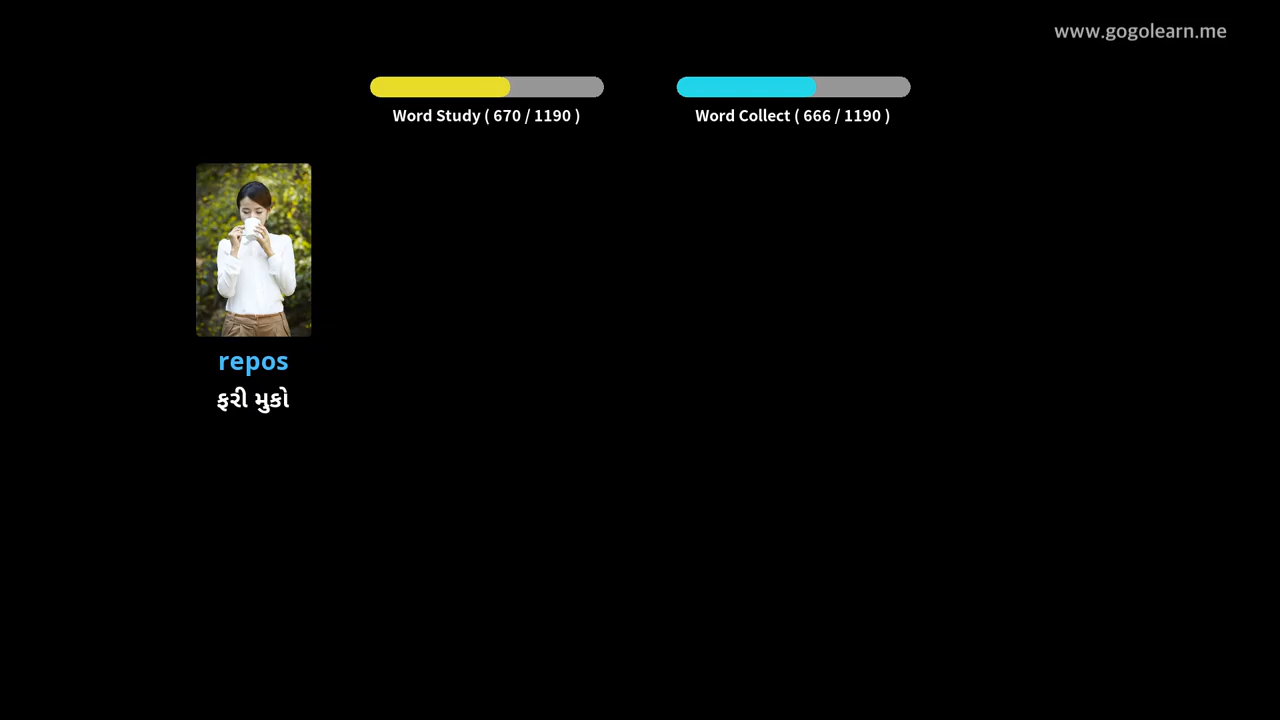 www.gogolearn.me
Word Study ( 670 / 1190 )
Word Collect ( 666 / 1190 )
repos
ફરી મુકો